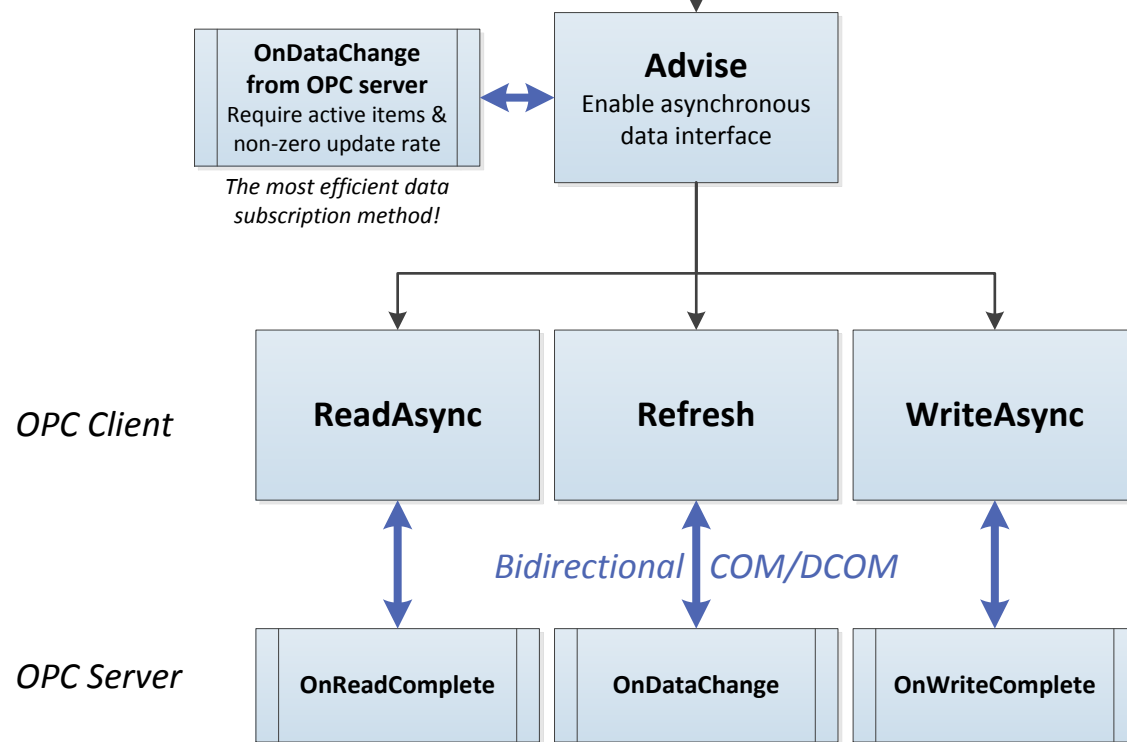 OnDataChange
from OPC server
Require active items &
non-zero update rate
The most efficient data
subscription method!
Advise
Enable asynchronous
data interface
OPC Client
ReadAsync
Refresh
WriteAsync
Bidirectional COM/DCOM
OPC Server
OnReadComplete
OnDataChange
OnWriteComplete